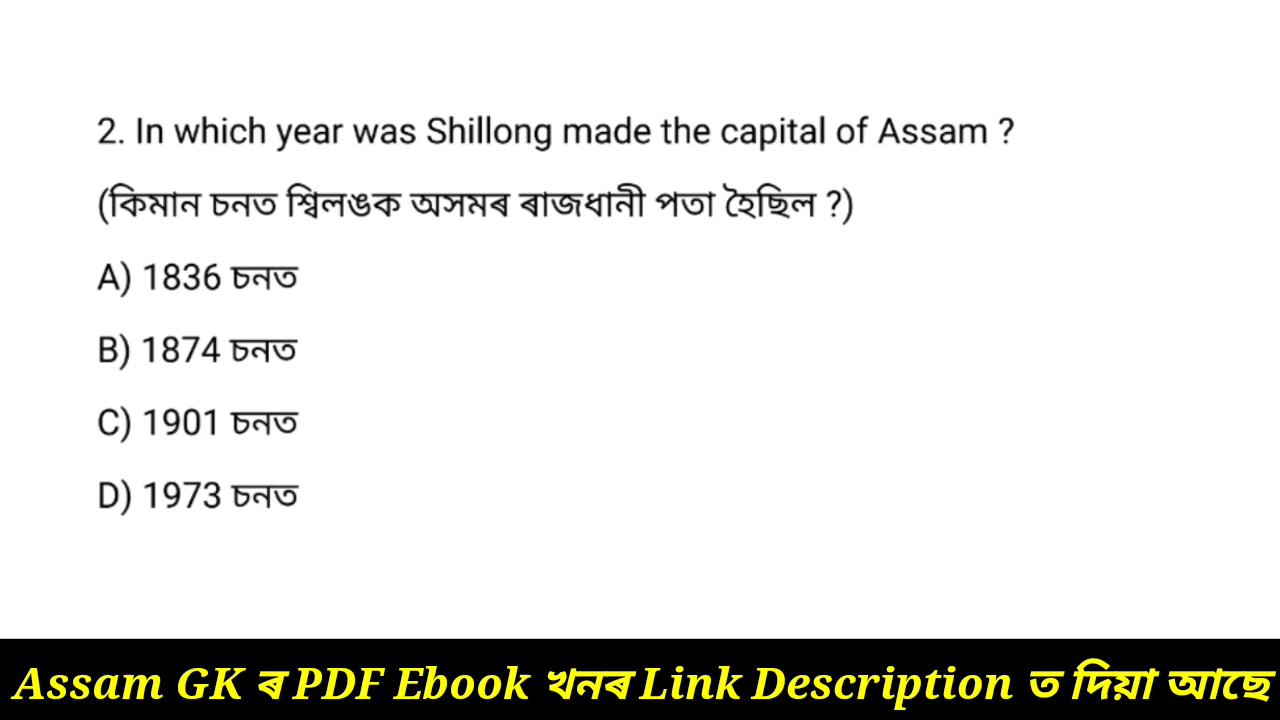 2. In which year was Shillong made the capital of Assam ?
(কিমান চনত শ্বিলঙক অসমৰ ৰাজধানী পতা হৈছিল ?)
A) 1836 চনত
B) 1874 চনত
C) 1901 চনত
D) 1973 চনত
Assam GK ৰ PDF Ebook খনৰ Link Description ত দিয়া আছে